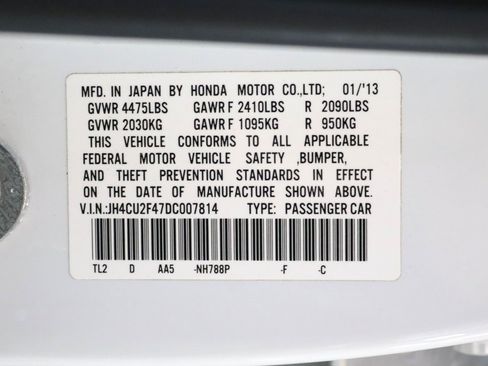 MFD. IN JAPAN BY HONDA MOTOR CO.,LTD; 01/'13
GVWR 4475LBS GAWR F 2410LBS R 2090LBS
GVWR 2030KG GAWR F 1095KG R 950KG
THIS VEHICLE CONFORMS TO ALL APPLICABLE
FEDERAL MOTOR VEHICLE SAFETY ,BUMPER,
AND THEFT PREVENTION STANDARDS IN EFFECT
ON THE DATE OF MANUFACTURE SHOWN ABOVE.
V.I.N.:JH4CU2F47DC007814 TYPE: PASSENGER CAR
TL2 D AA5 -NH788P -F -C